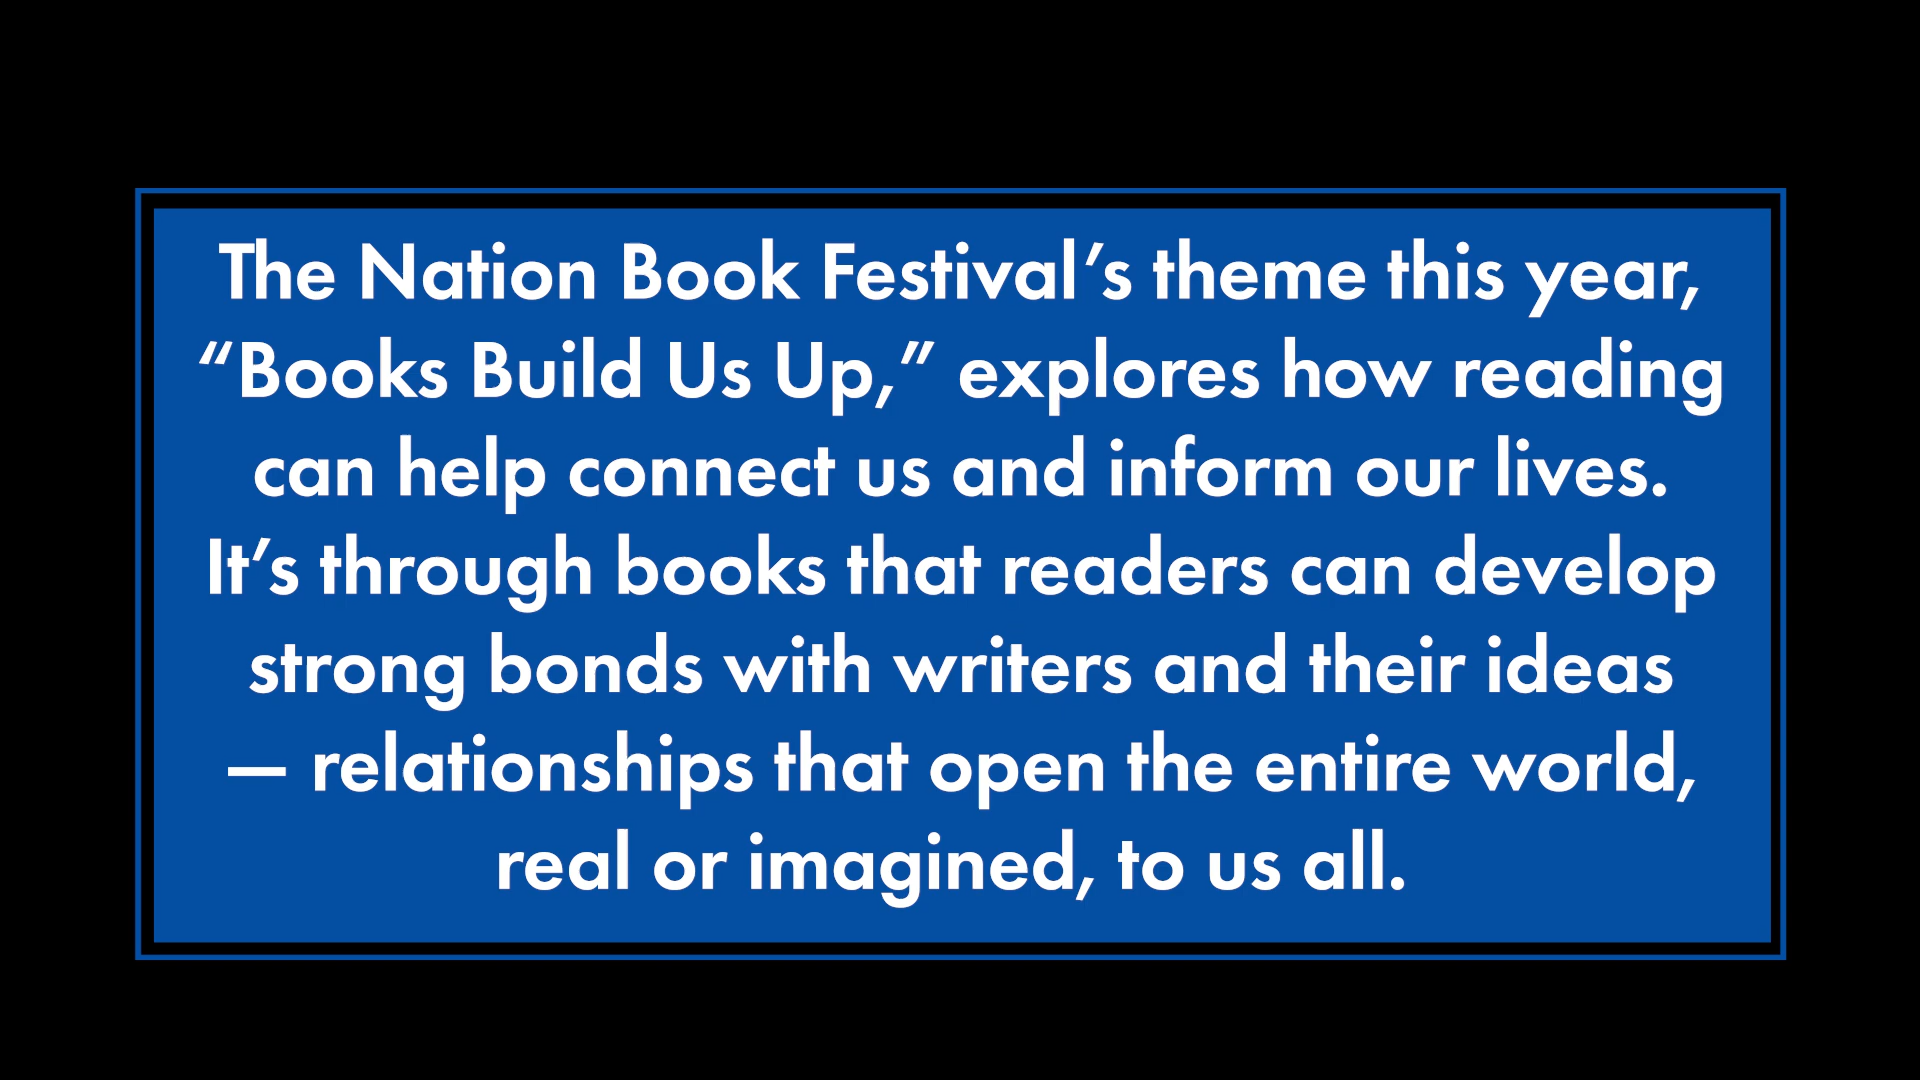 The Nation Book Festival’s theme this year,
“Books Build Us Up,” explores how reading
can help connect us and inform our lives.
It’s through books that readers can develop
strong bonds with writers and their ideas
— relationships that open the entire world,
real or imagined, to us all.